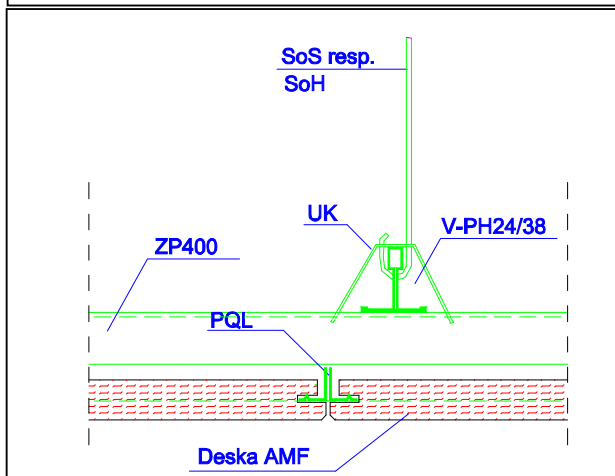 SoS resp.
SoH
UK
V-PH24/38
ZP400
PQL
Deska AMF